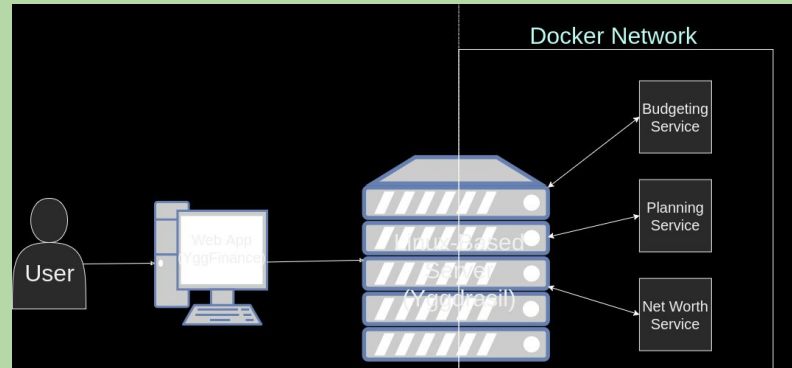 Docker Network
Budgeting
Service
Planning
Service
Net Worth
Service
User
Web App
(YggFinance)
Linux-Based
Server
(Yggdrasil)